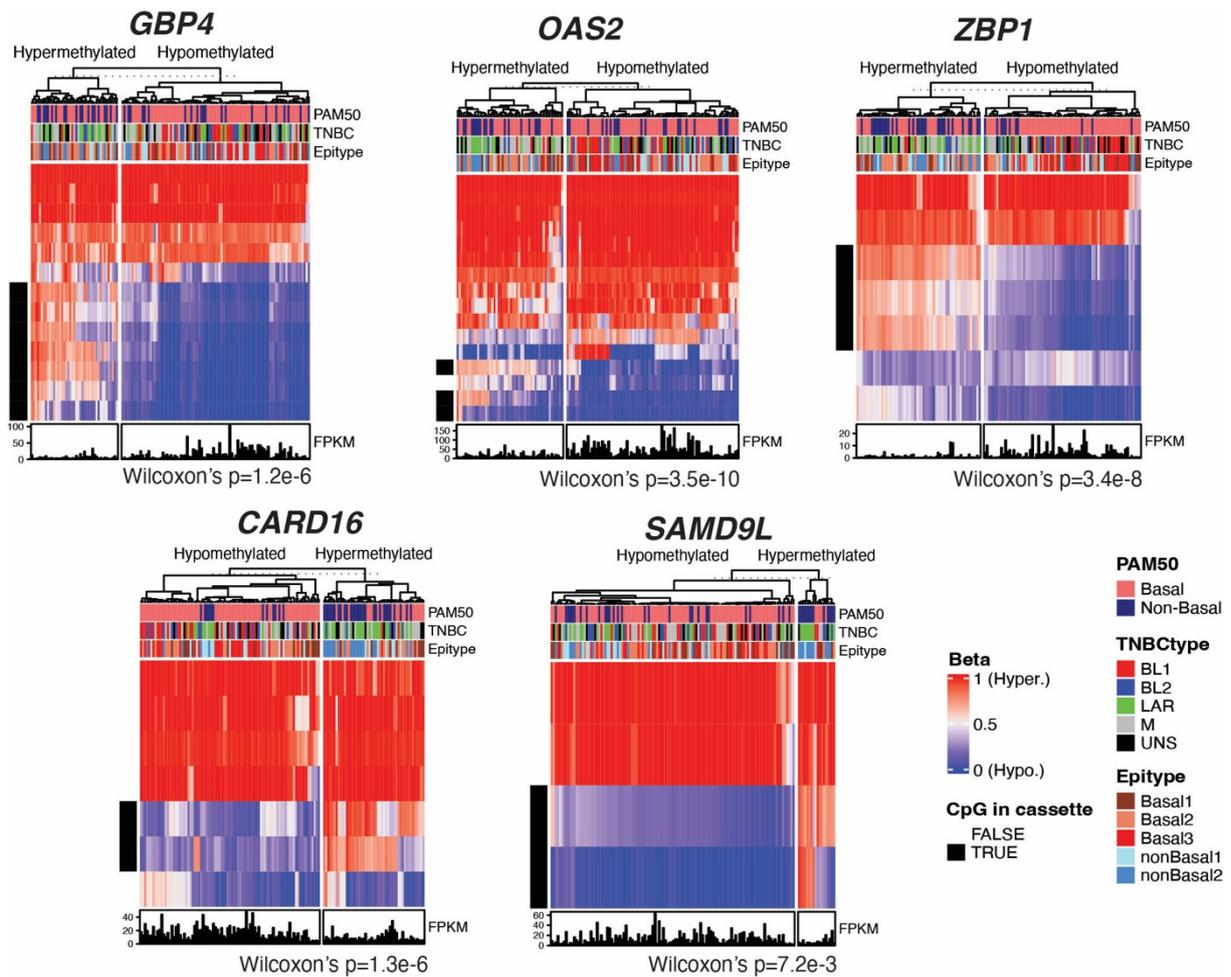 GBP4
Hypermethylated Hypomethylated
PAM50
TNBC
Epitype
100
50
0
FPKM
Wilcoxon's p=1.2e-6
OAS2
Hypermethylated Hypomethylated
PAM50
TNBC
Epitype
150
100
50
0
FPKM
Wilcoxon's p=3.5e-10
ZBP1
Hypermethylated Hypomethylated
PAM50
TNBC
Epitype
20
10
0
FPKM
Wilcoxon's p=3.4e-8
CARD16
Hypomethylated Hypermethylated
PAM50
TNBC
Epitype
40
20
0
FPKM
Wilcoxon's p=1.3e-6
SAMD9L
Hypomethylated Hypermethylated
PAM50
TNBC
Epitype
60
40
20
0
FPKM
Wilcoxon's p=7.2e-3
Beta
1 (Hyper.)
0.5
0 (Hypo.)
CpG in cassette
FALSE
TRUE
PAM50
Basal
Non-Basal
TNBCtype
BL1
BL2
LAR
M
UNS
Epitype
Basal1
Basal2
Basal3
nonBasal1
nonBasal2